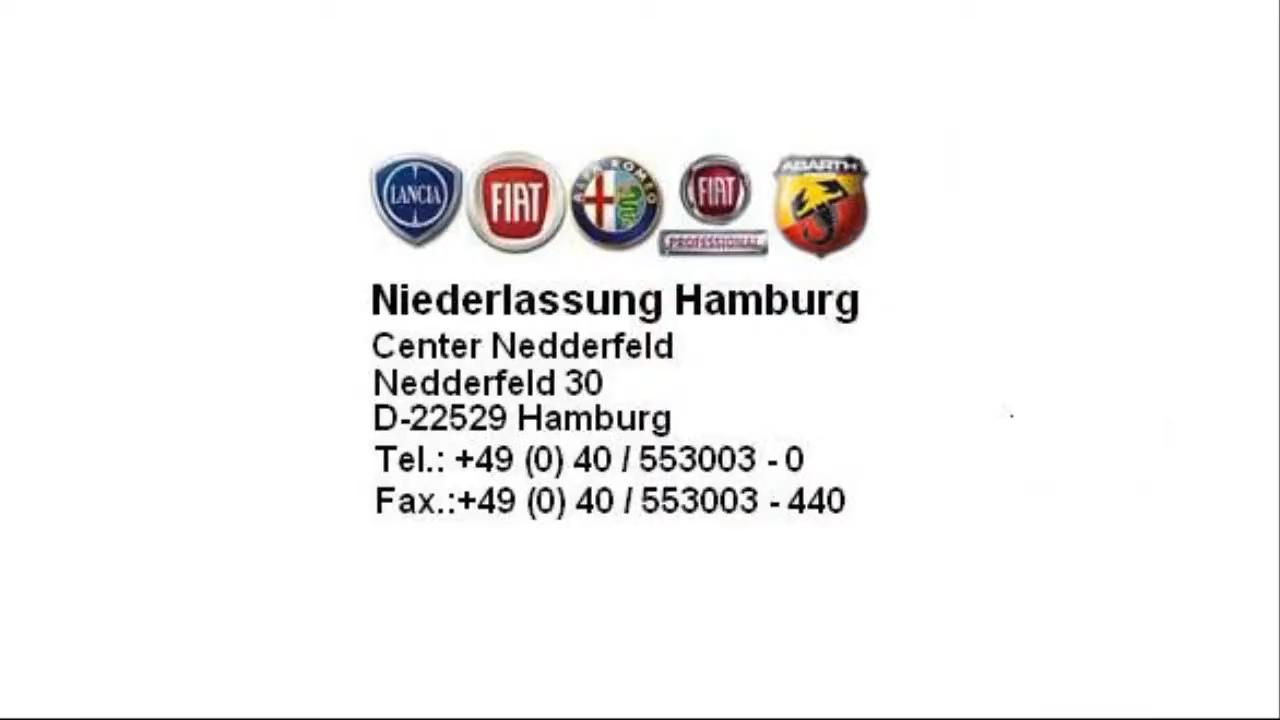 LANCIA FIAT ALFA ROMEO FIAT ABARTH
PROFESSIONAL
Niederlassung Hamburg
Center Nedderfeld
Nedderfeld 30
D-22529 Hamburg
Tel.: +49 (0) 40 / 553003 - 0
Fax.:+49 (0) 40 / 553003 - 440